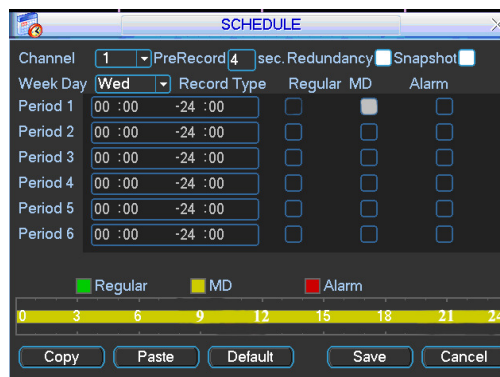 SCHEDULE
Channel 1 PreRecord 4 sec. Redundancy Snapshot
Week Day Wed Record Type Regular MD Alarm
Period 1 00 :00 -24 :00
Period 2 00 :00 -24 :00
Period 3 00 :00 -24 :00
Period 4 00 :00 -24 :00
Period 5 00 :00 -24 :00
Period 6 00 :00 -24 :00
Regular MD Alarm
0 3 6 9 12 15 18 21 24
Copy Paste Default Save Cancel